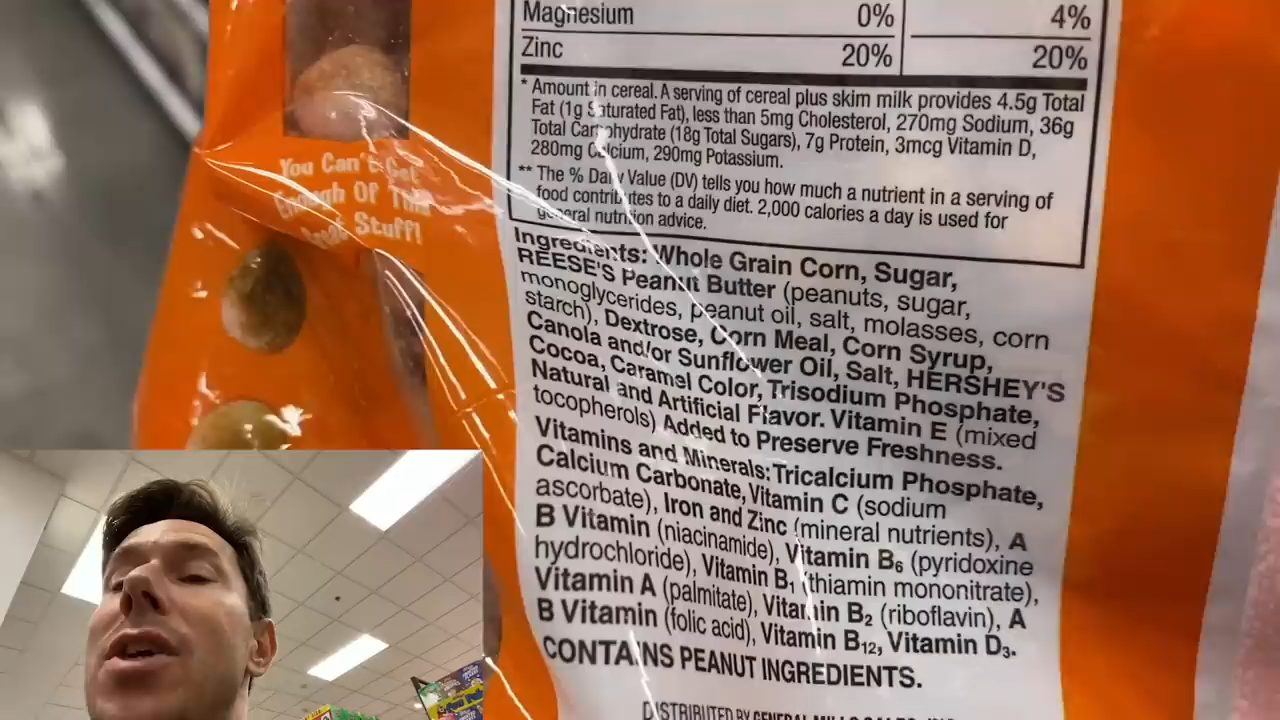 Magnesium 0% 4%
Zinc 20% 20%
* Amount in cereal. A serving of cereal plus skim milk provides 4.5g Total
Fat (1g Saturated Fat), less than 5mg Cholesterol, 270mg Sodium, 36g
Total Carbohydrate (18g Total Sugars), 7g Protein, 3mcg Vitamin D,
280mg Calcium, 290mg Potassium.
** The % Daily Value (DV) tells you how much a nutrient in a serving of
food contributes to a daily diet. 2,000 calories a day is used for
general nutrition advice.
You Can't Get
Enough Of This
Great Stuff!
Ingredients: Whole Grain Corn, Sugar,
REESE'S Peanut Butter (peanuts, sugar,
monoglycerides, peanut oil, salt, molasses, corn
starch), Dextrose, Corn Meal, Corn Syrup,
Canola and/or Sunflower Oil, Salt, HERSHEY'S
Cocoa, Caramel Color, Trisodium Phosphate,
Natural and Artificial Flavor. Vitamin E (mixed
tocopherols) Added to Preserve Freshness.
Vitamins and Minerals: Tricalcium Phosphate,
Calcium Carbonate, Vitamin C (sodium
ascorbate), Iron and Zinc (mineral nutrients), A
B Vitamin (niacinamide), Vitamin B6 (pyridoxine
hydrochloride), Vitamin B1 (thiamin mononitrate),
Vitamin A (palmitate), Vitamin B2 (riboflavin), A
B Vitamin (folic acid), Vitamin B12, Vitamin D3.
CONTAINS PEANUT INGREDIENTS.
DISTRIBUTED BY GENERAL MILLS SALES, INC.